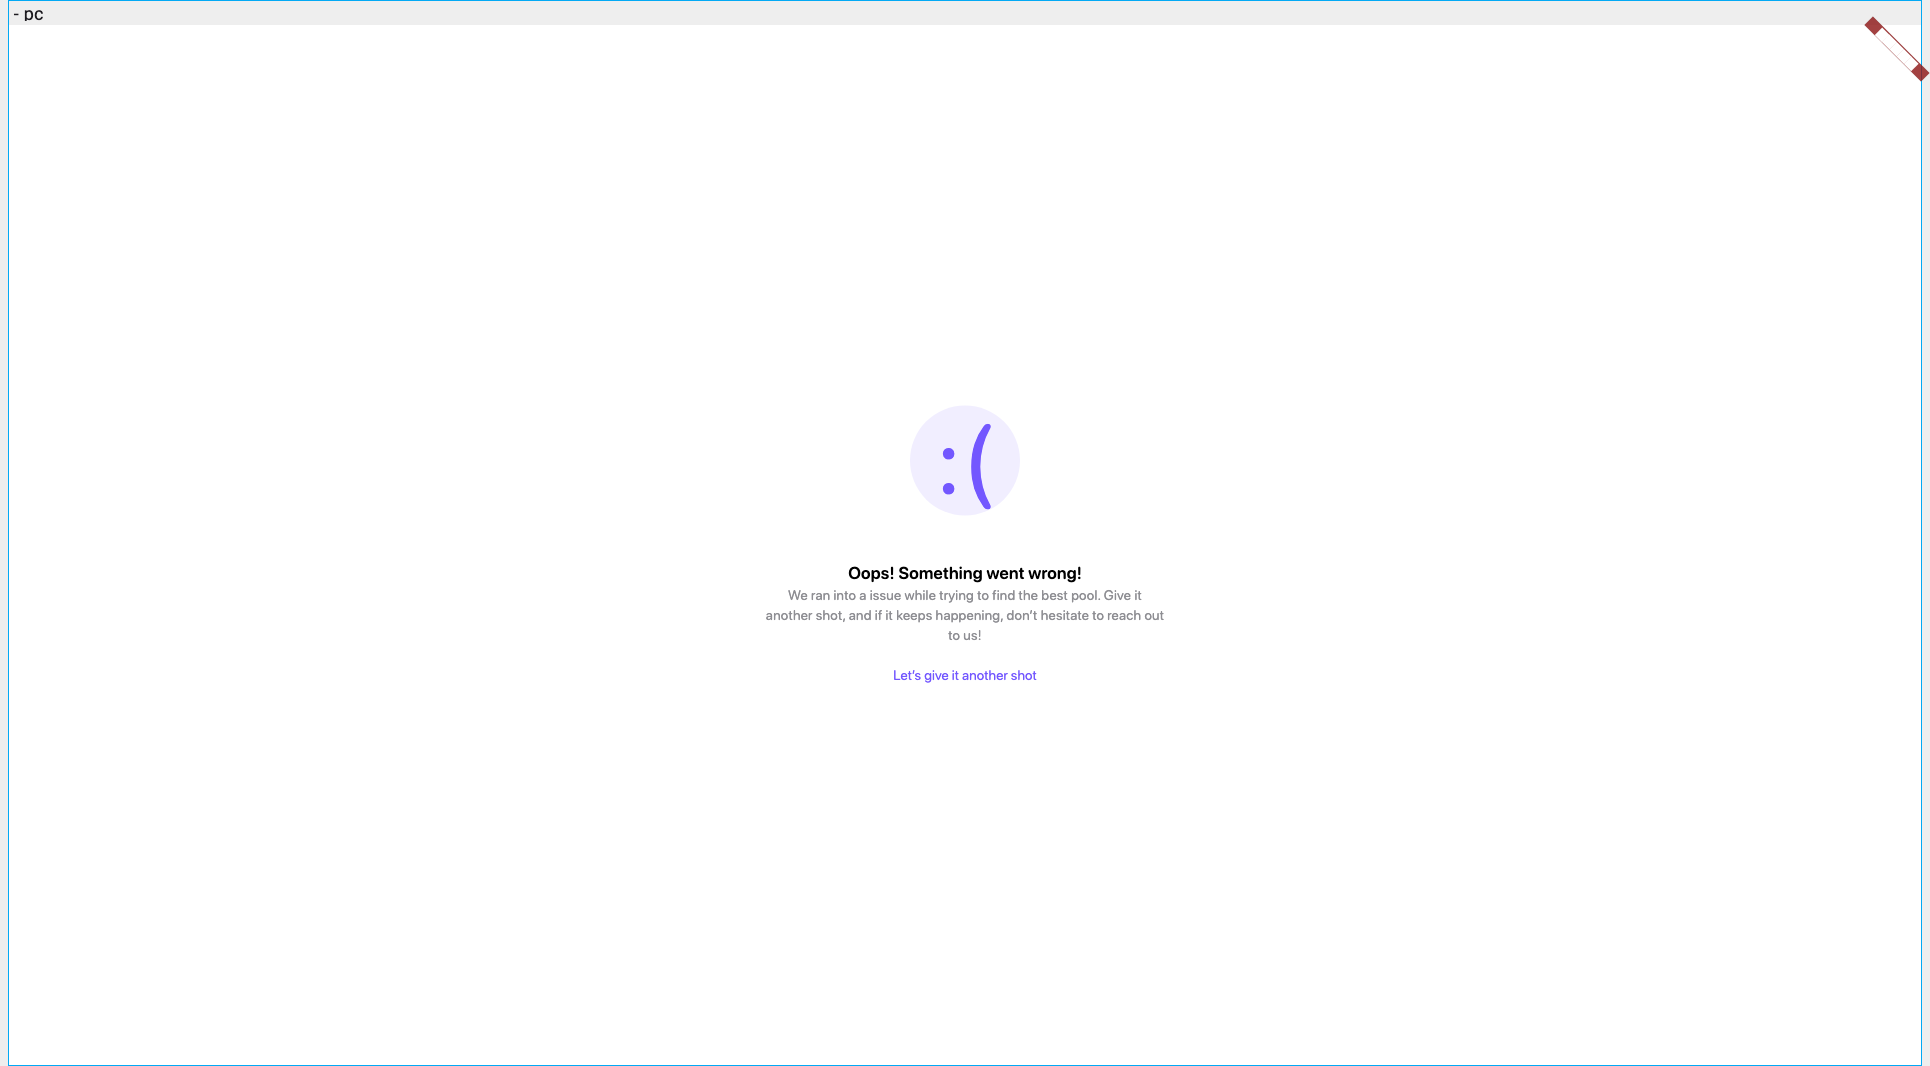 - pc
:(
Oops! Something went wrong!
We ran into a issue while trying to find the best pool. Give it
another shot, and if it keeps happening, don’t hesitate to reach out
to us!
Let’s give it another shot